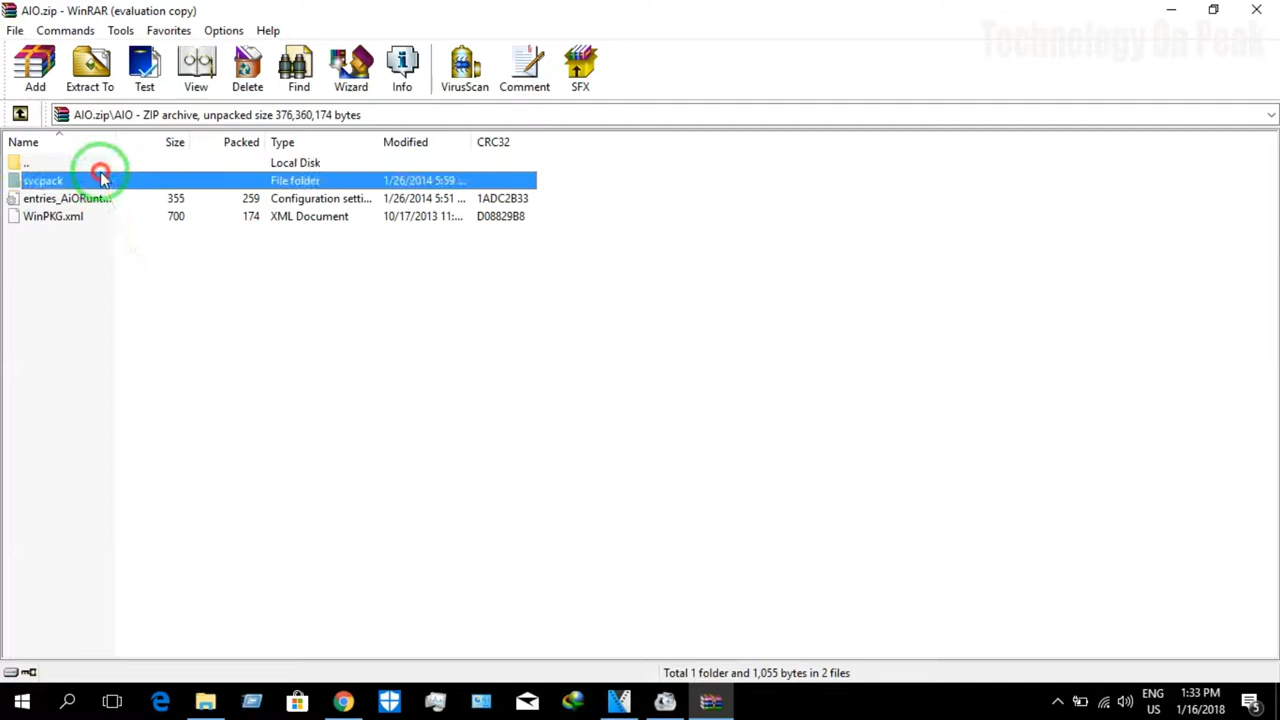 AIO.zip - WinRAR (evaluation copy)
Technology On Peak
File Commands Tools Favorites Options Help
Add Extract To Test View Delete Find Wizard Info VirusScan Comment SFX
AIO.zip\AIO - ZIP archive, unpacked size 376,360,174 bytes
Name Size Packed Type Modified CRC32
.. Local Disk
svcpack File folder 1/26/2014 5:59 ...
entries_AiORunt... 355 259 Configuration setti... 1/26/2014 5:51 ... 1ADC2B33
WinPKG.xml 700 174 XML Document 10/17/2013 11:... D08829B8
Total 1 folder and 1,055 bytes in 2 files
ENG 1:33 PM
US 1/16/2018 5